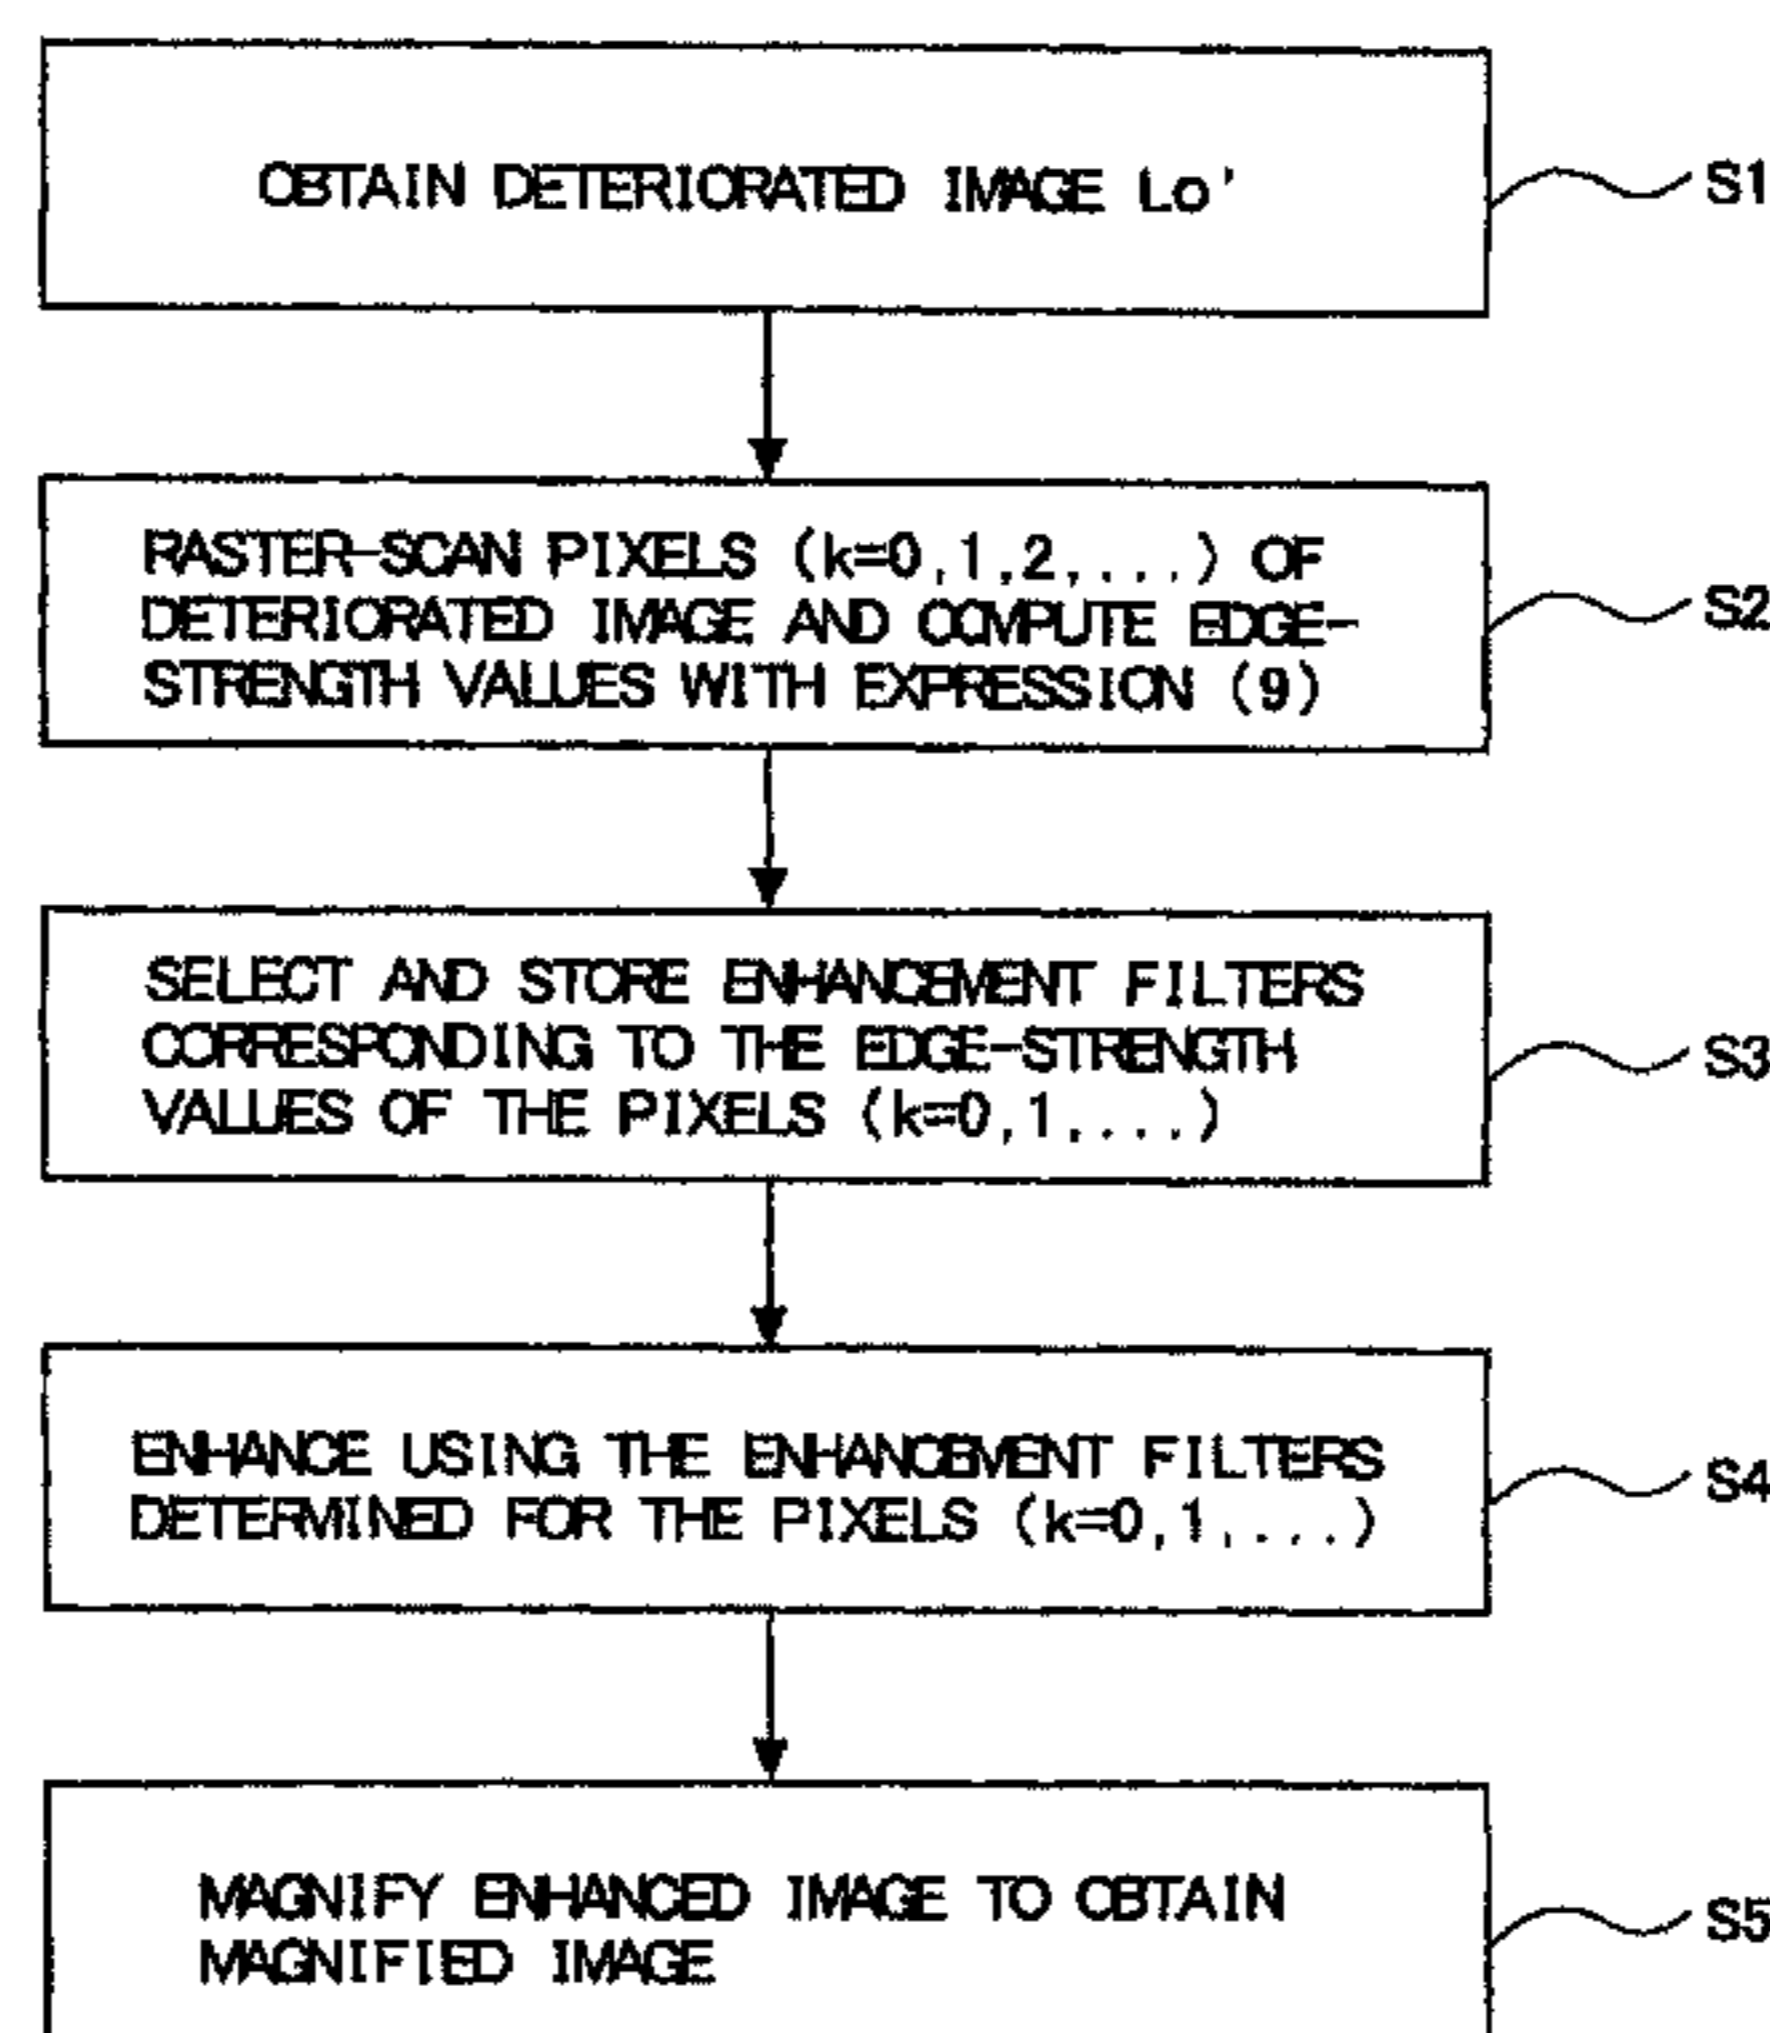 OBTAIN DETERIORATED IMAGE Lo'
S1
RASTER-SCAN PIXELS (k=0,1,2,...) OF
DETERIORATED IMAGE AND COMPUTE EDGE-
STRENGTH VALUES WITH EXPRESSION (9)
S2
SELECT AND STORE ENHANCEMENT FILTERS
CORRESPONDING TO THE EDGE-STRENGTH
VALUES OF THE PIXELS (k=0,1,...)
S3
ENHANCE USING THE ENHANCEMENT FILTERS
DETERMINED FOR THE PIXELS (k=0,1,...)
S4
MAGNIFY ENHANCED IMAGE TO OBTAIN
MAGNIFIED IMAGE
S5